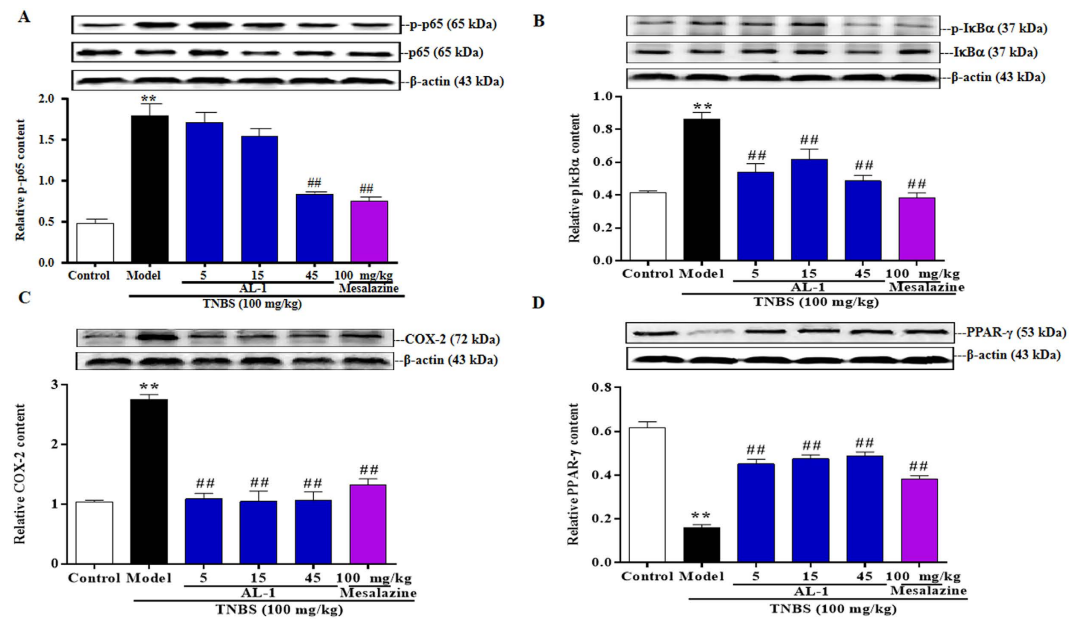 A
p-p65 (65 kDa)
p65 (65 kDa)
β-actin (43 kDa)
Relative p-p65 content
2.0
1.5
1.0
0.5
0.0
**
##
##
Control
Model
5
15
45
100 mg/kg
AL-1
Mesalazine
TNBS (100 mg/kg)
B
p-IκBα (37 kDa)
IκBα (37 kDa)
β-actin (43 kDa)
Relative pIκBα content
1.0
0.8
0.6
0.4
0.2
0.0
**
##
##
##
##
Control
Model
5
15
45
100 mg/kg
AL-1
Mesalazine
TNBS (100 mg/kg)
C
COX-2 (72 kDa)
β-actin (43 kDa)
Relative COX-2 content
3
2
1
0
**
##
##
##
##
Control
Model
5
15
45
100 mg/kg
AL-1
Mesalazine
TNBS (100 mg/kg)
D
PPAR-γ (53 kDa)
β-actin (43 kDa)
Relative PPAR-γ content
0.8
0.6
0.4
0.2
0.0
**
##
##
##
##
Control
Model
5
15
45
100 mg/kg
AL-1
Mesalazine
TNBS (100 mg/kg)